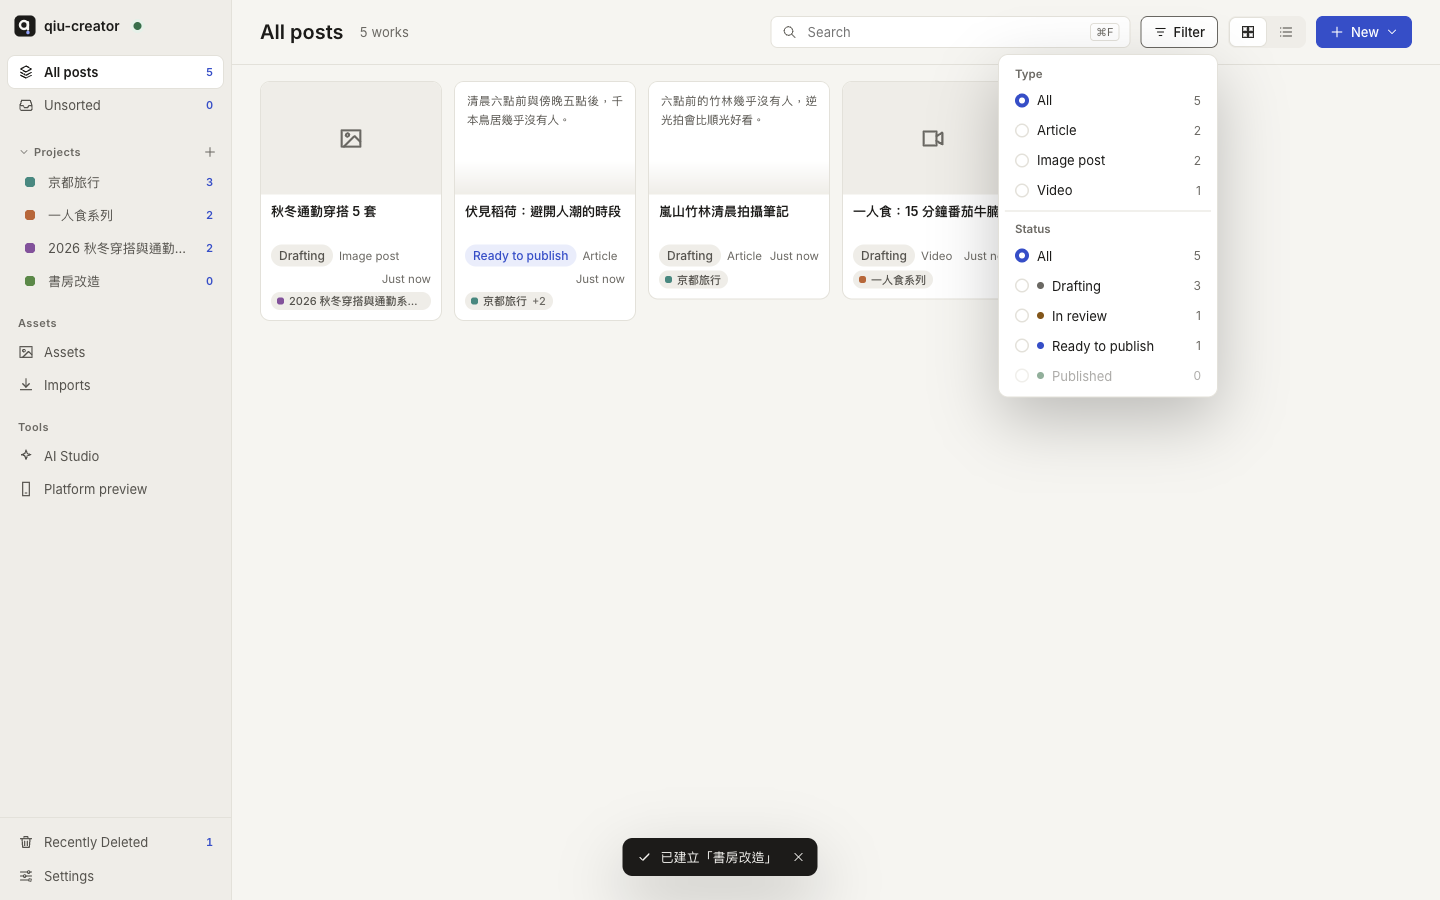 qiu-creator
All posts 5
Unsorted 0
Projects
京都旅行 3
一人食系列 2
2026 秋冬穿搭與通勤... 2
書房改造 0
Assets
Assets
Imports
Tools
AI Studio
Platform preview
Recently Deleted 1
Settings
All posts 5 works
Search ⌘F
Filter
New
秋冬通勤穿搭 5 套
Drafting Image post
Just now
2026 秋冬穿搭與通勤系...
清晨六點前與傍晚五點後，千
本鳥居幾乎沒有人。
伏見稻荷：避開人潮的時段
Ready to publish Article
Just now
京都旅行 +2
六點前的竹林幾乎沒有人，逆
光拍會比順光好看。
嵐山竹林清晨拍攝筆記
Drafting Article Just now
京都旅行
一人食：15 分鐘番茄牛腩
Drafting Video Just n
一人食系列
Type
All 5
Article 2
Image post 2
Video 1
Status
All 5
Drafting 3
In review 1
Ready to publish 1
Published 0
已建立「書房改造」